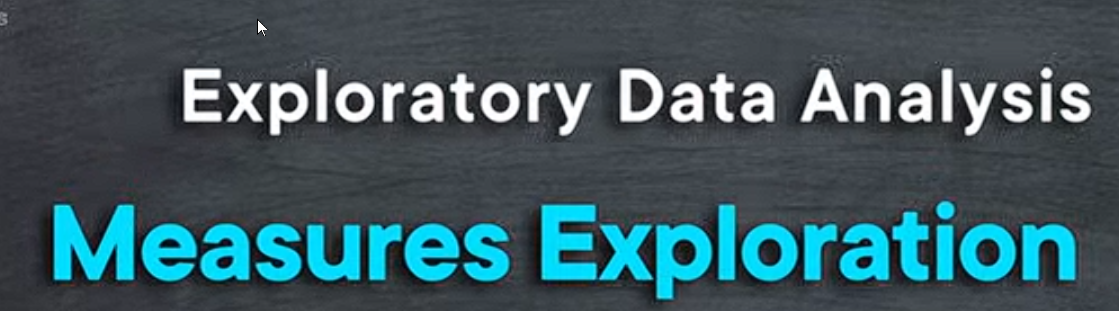 Exploratory Data Analysis
Measures Exploration